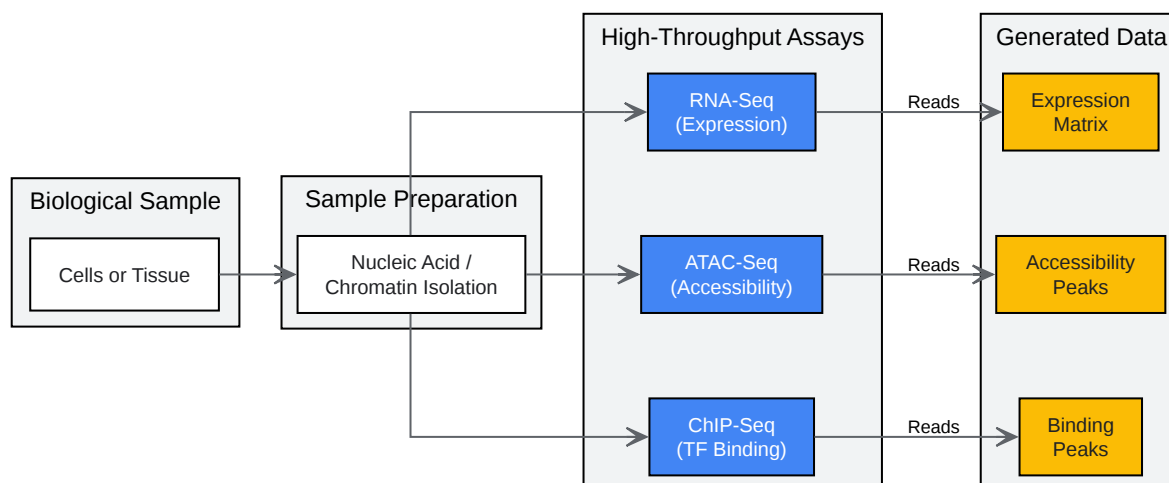 High-Throughput Assays
Generated Data
RNA-Seq
(Expression)
Reads
Expression
Matrix
Biological Sample
Sample Preparation
Cells or Tissue
Nucleic Acid /
Chromatin Isolation
ATAC-Seq
(Accessibility)
Reads
Accessibility
Peaks
ChIP-Seq
(TF Binding)
Reads
Binding
Peaks